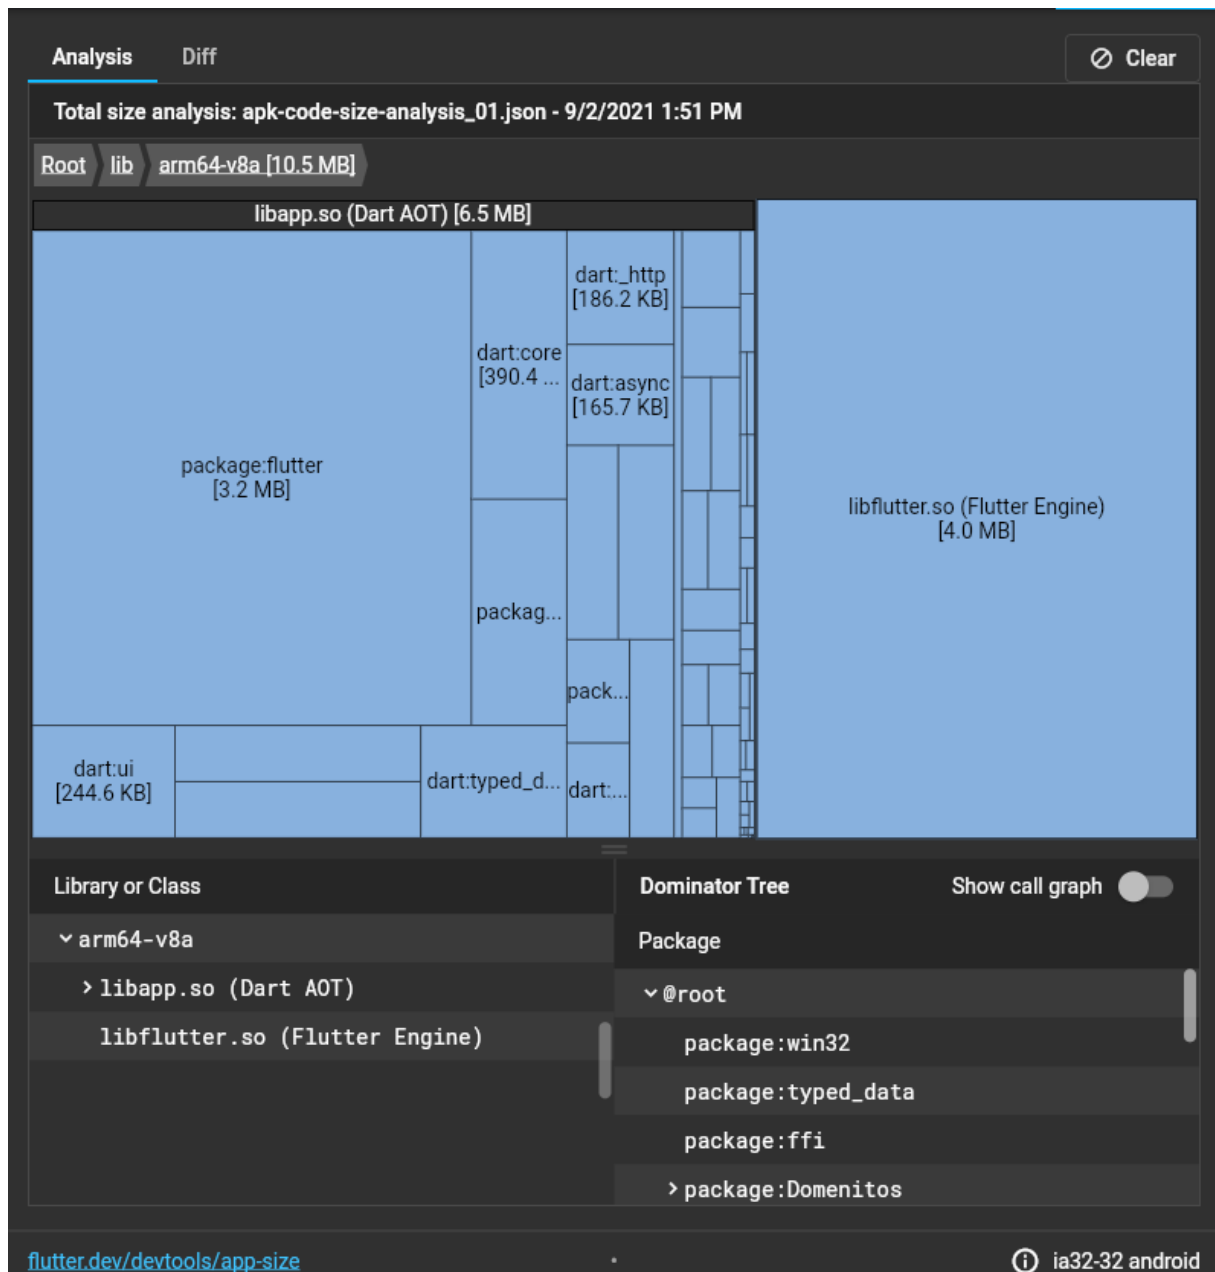 Analysis
Diff
Clear
Total size analysis: apk-code-size-analysis_01.json - 9/2/2021 1:51 PM
Root
lib
arm64-v8a [10.5 MB]
libapp.so (Dart AOT) [6.5 MB]
package:flutter
[3.2 MB]
dart:core
[390.4 ...
dart:_http
[186.2 KB]
dart:async
[165.7 KB]
packag...
pack...
dart:ui
[244.6 KB]
dart:typed_d...
dart:...
libflutter.so (Flutter Engine)
[4.0 MB]
Library or Class
arm64-v8a
libapp.so (Dart AOT)
libflutter.so (Flutter Engine)
Dominator Tree
Show call graph
Package
@root
package:win32
package:typed_data
package:ffi
package:Domenitos
flutter.dev/devtools/app-size
ia32-32 android